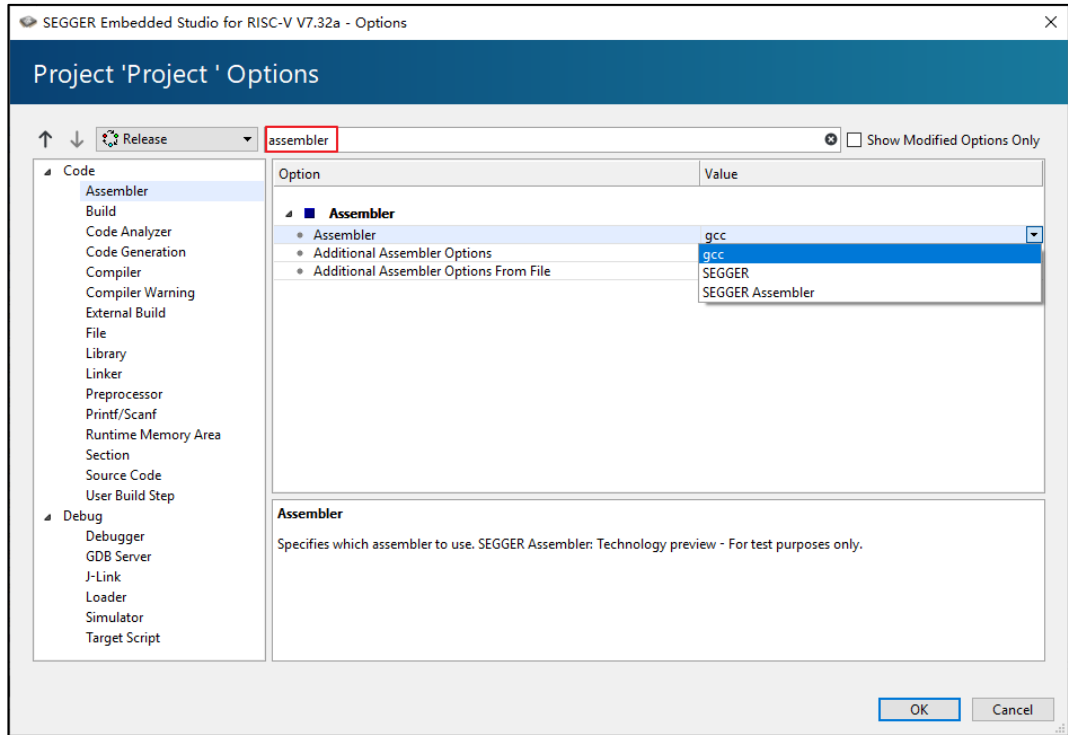 SEGGER Embedded Studio for RISC-V V7.32a - Options
Project 'Project ' Options
Release
assembler
Show Modified Options Only
Code
Assembler
Build
Code Analyzer
Code Generation
Compiler
Compiler Warning
External Build
File
Library
Linker
Preprocessor
Printf/Scanf
Runtime Memory Area
Section
Source Code
User Build Step
Debug
Debugger
GDB Server
J-Link
Loader
Simulator
Target Script
Option Value
Assembler
Assembler gcc
Additional Assembler Options
Additional Assembler Options From File
gcc
SEGGER
SEGGER Assembler
Assembler
Specifies which assembler to use. SEGGER Assembler: Technology preview - For test purposes only.
OK Cancel